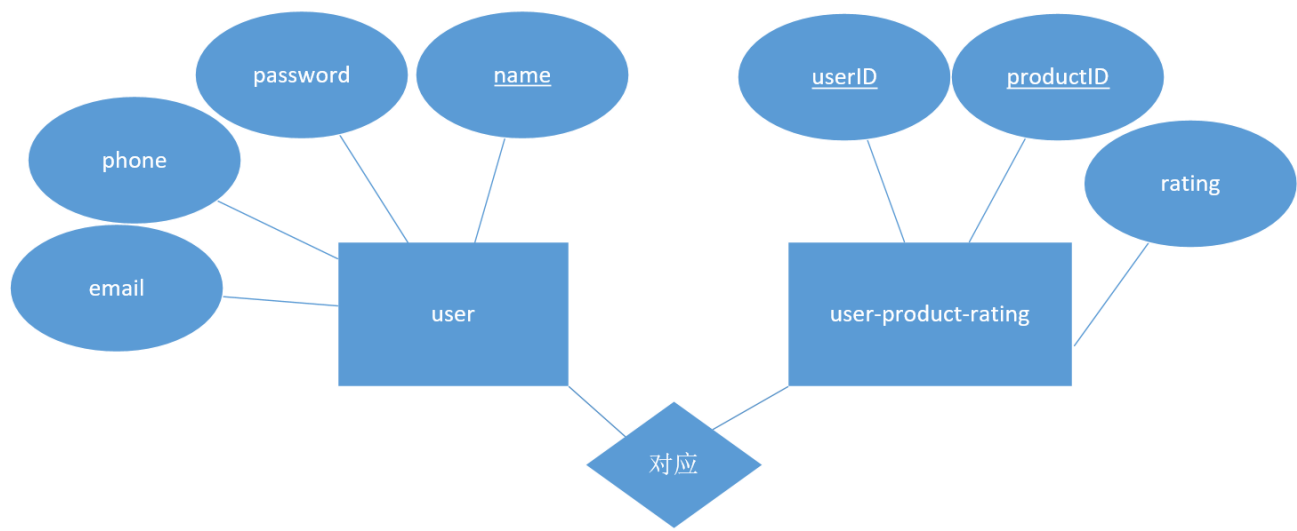 password
name
userID
productID
phone
rating
email
user
user-product-rating
对应